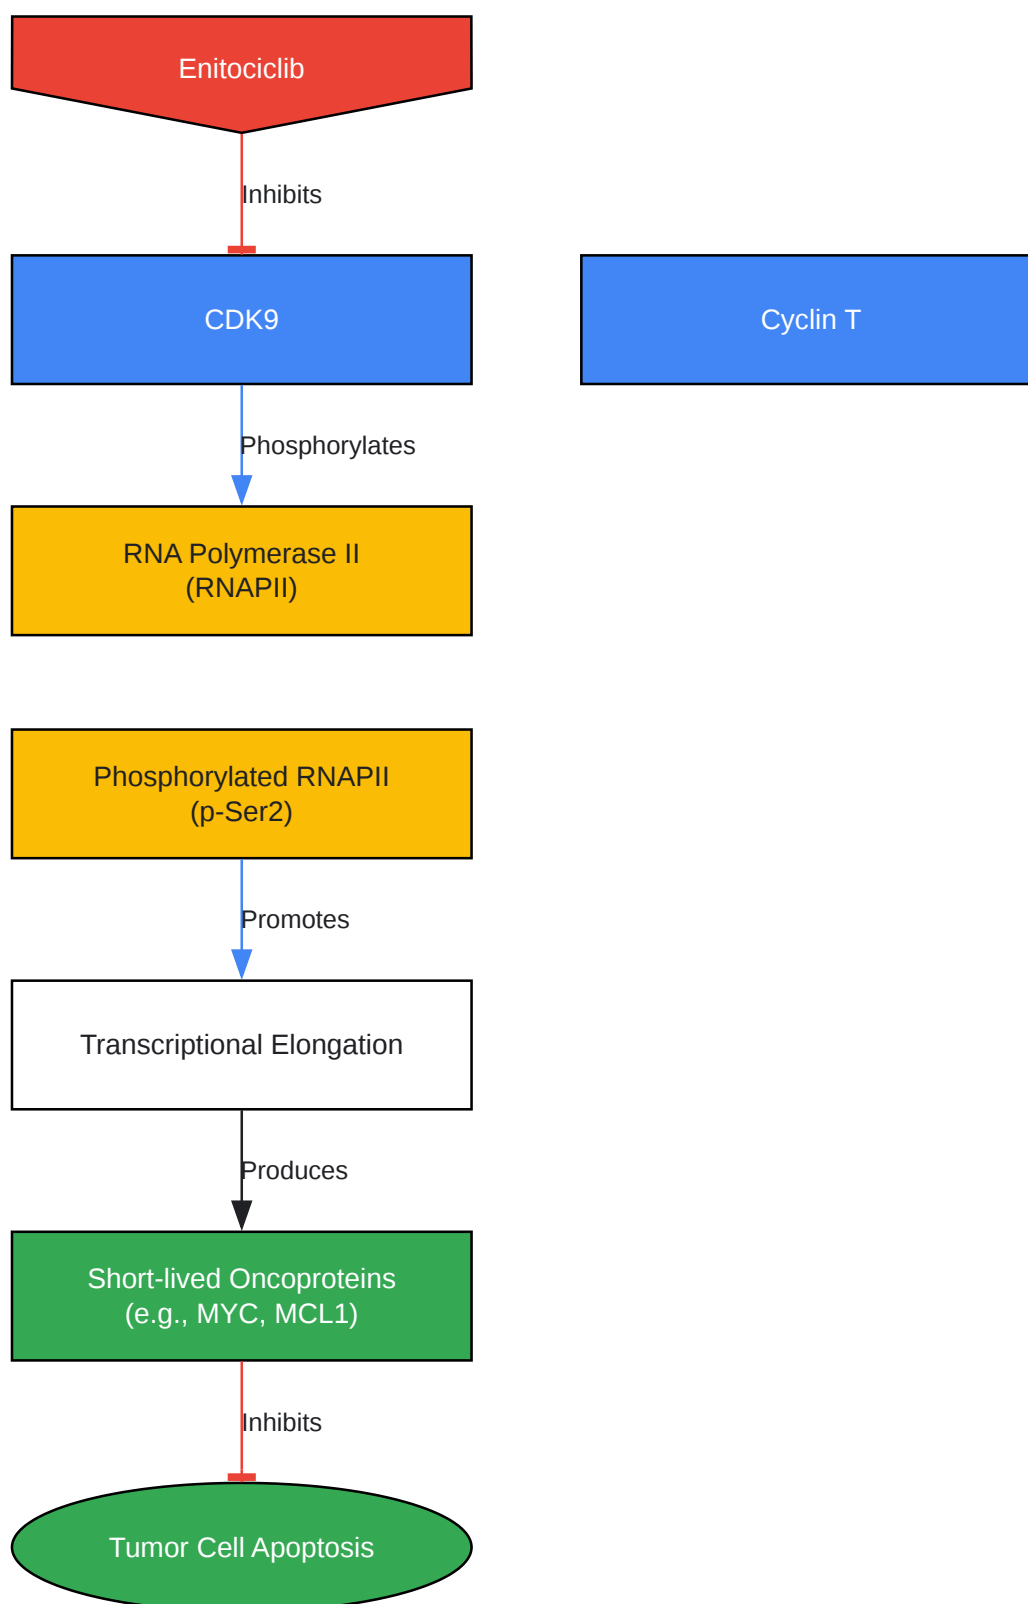 Enitociclib
Inhibits
CDK9
Cyclin T
Phosphorylates
RNA Polymerase II
(RNAPII)
Phosphorylated RNAPII
(p-Ser2)
Promotes
Transcriptional Elongation
Produces
Short-lived Oncoproteins
(e.g., MYC, MCL1)
Inhibits
Tumor Cell Apoptosis